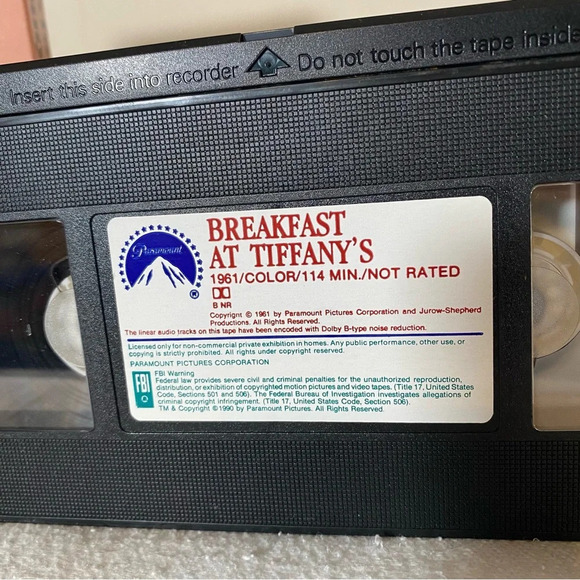 Insert this side into recorder Do not touch the tape inside
Paramount
®
BREAKFAST
AT TIFFANY'S
1961/COLOR/114 MIN./NOT RATED
B NR
Copyright © 1961 by Paramount Pictures Corporation and Jurow-Shepherd
Productions. All Rights Reserved.
The linear audio tracks on this tape have been encoded with Dolby B-type noise reduction.
Licensed only for non-commercial private exhibition in homes. Any public performance, other use, or
copying is strictly prohibited. All rights under copyright reserved.
PARAMOUNT PICTURES CORPORATION
FBI
FBI Warning
Federal law provides severe civil and criminal penalties for the unauthorized reproduction,
distribution, or exhibition of copyrighted motion pictures and video tapes. (Title 17, United States
Code, Sections 501 and 506). The Federal Bureau of Investigation investigates allegations of
criminal copyright infringement. (Title 17, United States Code, Section 506).
TM & Copyright ©1990 by Paramount Pictures. All Rights Reserved.